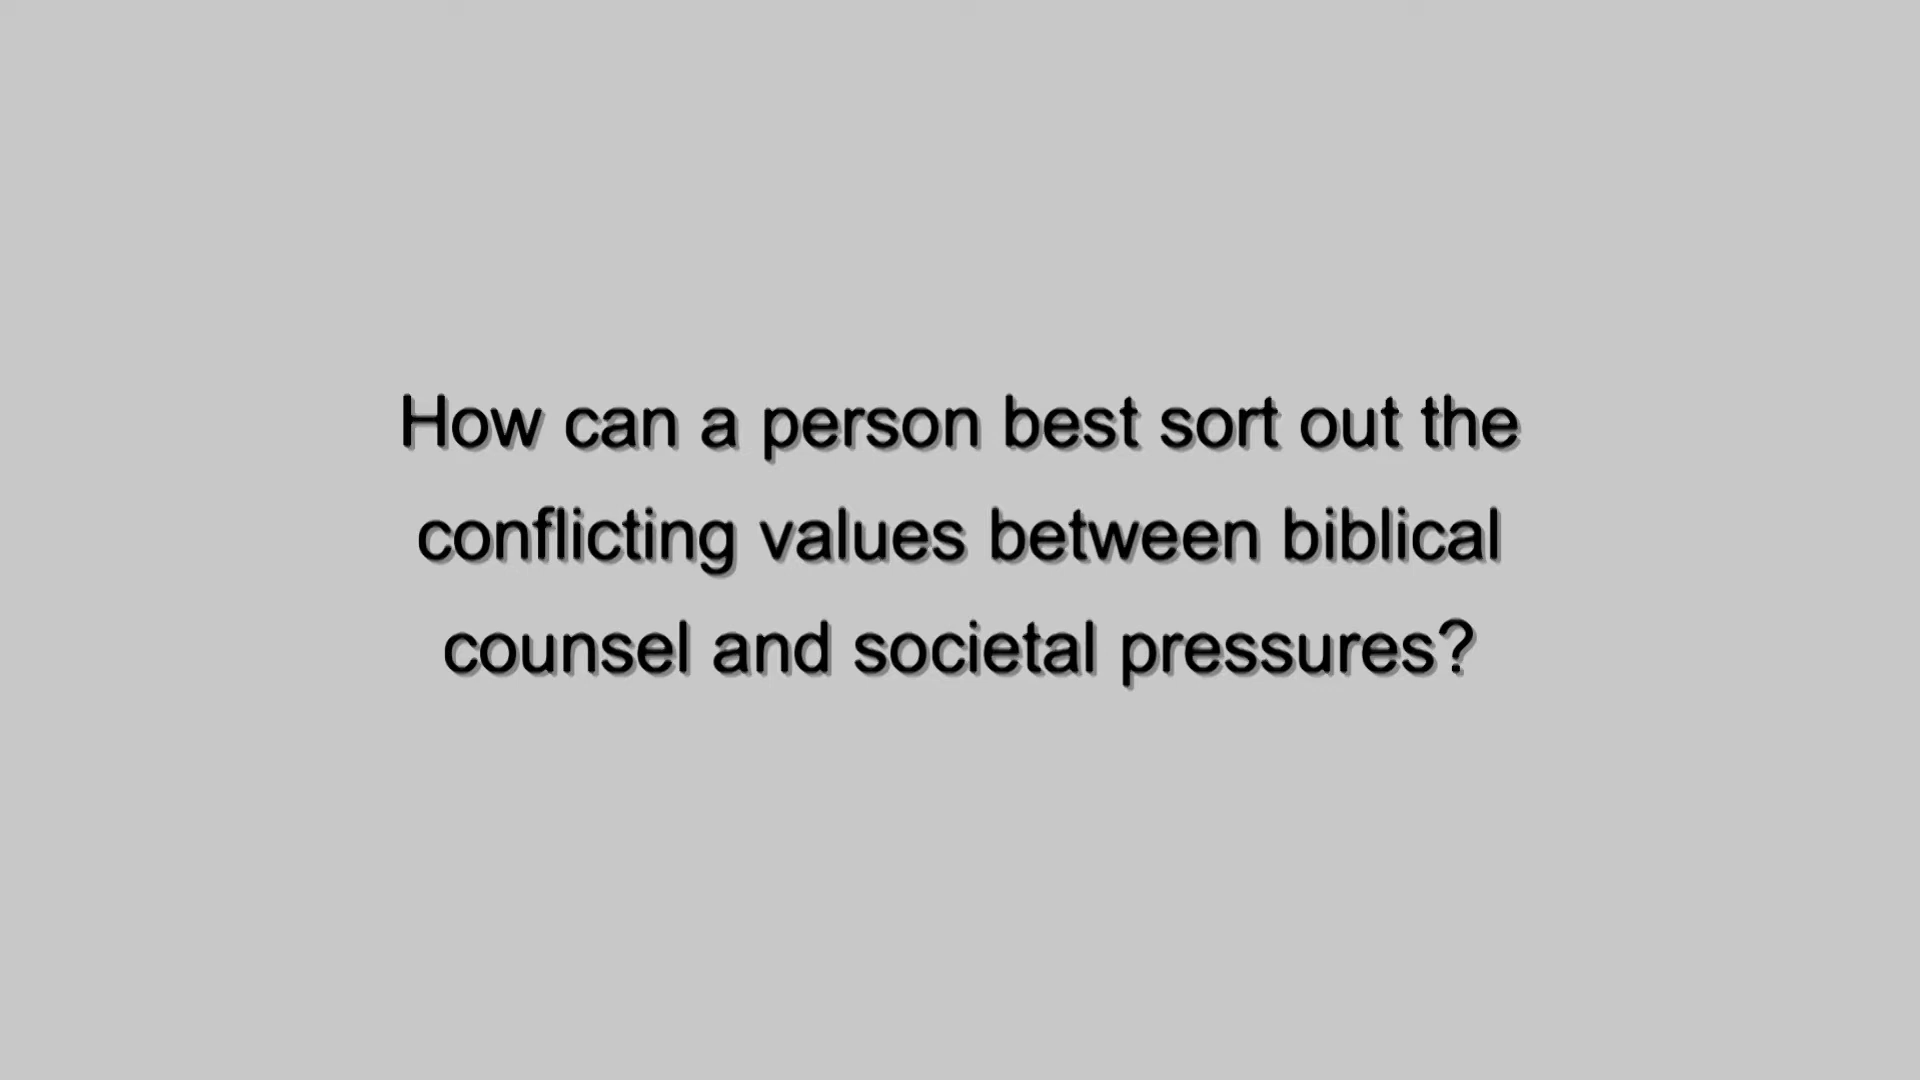 How can a person best sort out the
conflicting values between biblical
counsel and societal pressures?